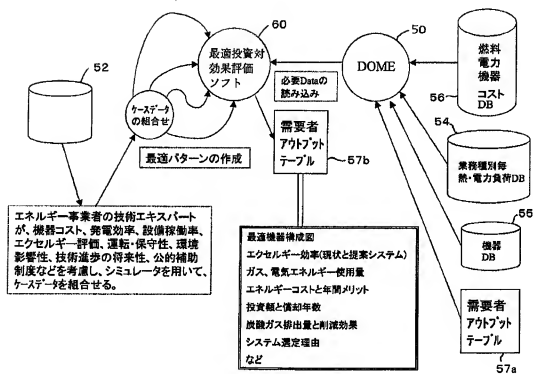 52
60
50
最適投資対
効果評価
ソフト
DOME
燃料
電力
機器
コスト
DB
56
必要Dataの
読み込み
ケースデータ
の組合せ
54
業務種別毎
熱・電力負荷DB
需要者
アウトプット
テーブル
57b
最適パターンの作成
55
機器
DB
エネルギー事業者の技術エキスパート
が、機器コスト、発電効率、設備稼働率、
エクセルギー評価、運転・保守性、環境
影響性、技術進歩の将来性、公的補助
制度などを考慮し、シミュレータを用いて、
ケースデータを組合せる。
最適機器構成図
エクセルギー効率(現状と提案システム)
ガス、電気エネルギー使用量
エネルギーコストと年間メリット
投資額と償却年数
炭酸ガス排出量と削減効果
システム選定理由
など
需要者
アウトプット
テーブル
57a